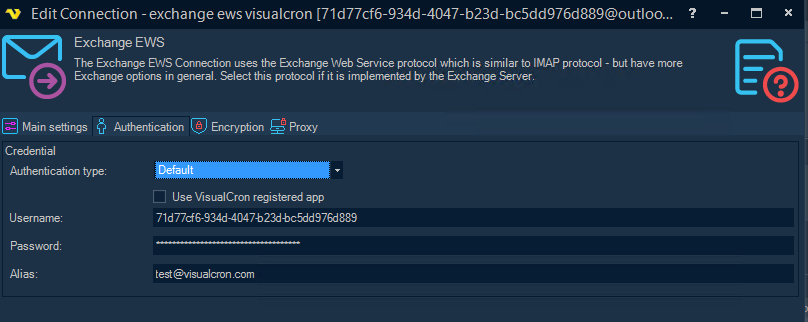 Edit Connection - exchange ews visualcron [71d77cf6-934d-4047-b23d-bc5dd976d889@outloo...
Exchange EWS
The Exchange EWS Connection uses the Exchange Web Service protocol which is similar to IMAP protocol - but have more
Exchange options in general. Select this protocol if it is implemented by the Exchange Server.
Main settings Authentication Encryption Proxy
Credential
Authentication type: Default
Use VisualCron registered app
Username: 71d77cf6-934d-4047-b23d-bc5dd976d889
Password: ************************************
Alias: test@visualcron.com